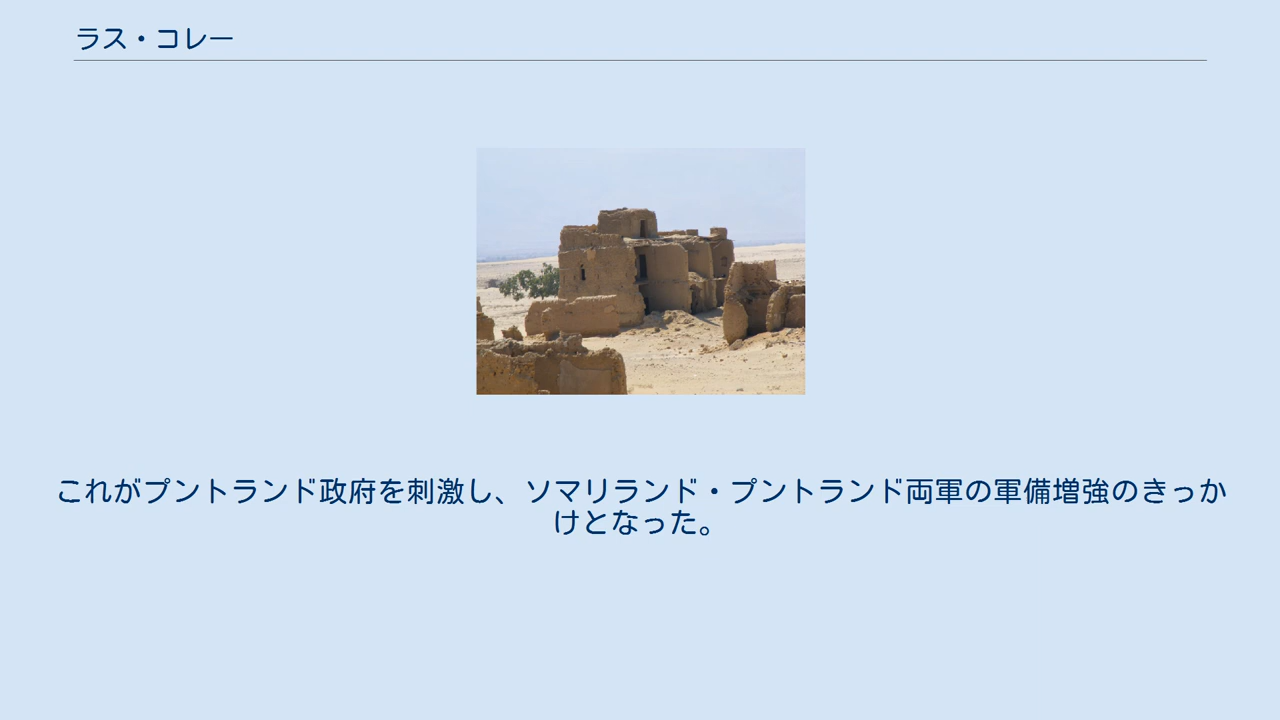 ラス・コレー
これがプントランド政府を刺激し、ソマリランド・プントランド両軍の軍備増強のきっか
けとなった。